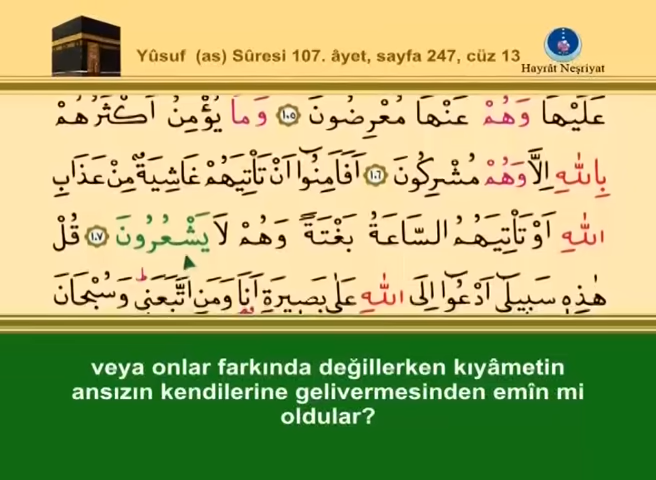 Yûsuf (as) Sûresi 107. âyet, sayfa 247, cüz 13
Hayrât Neşriyat
عَلَيْهَا وَهُمْ عَنْهَا مُعْرِضُونَ ﴿١٠٥﴾ وَمَا يُؤْمِنُ اَكْثَرُهُمْ
بِاللّٰهِ اِلَّا وَهُمْ مُشْرِكُونَ ﴿١٠٦﴾ اَفَاَمِنُٓوا اَنْ تَأْتِيَهُمْ غَاشِيَةٌ مِنْ عَذَابِ
اللّٰهِ اَوْ تَأْتِيَهُمُ السَّاعَةُ بَغْتَةً وَهُمْ لَا يَشْعُرُونَ ﴿١٠٧﴾ قُلْ
هٰذِه۪ سَب۪يل۪ٓي اَدْعُٓوا اِلَى اللّٰهِ عَلٰى بَص۪يرَةٍ اَنَا۬ وَمَنِ اتَّبَعَن۪ي وَسُبْحَانَ
veya onlar farkında değillerken kıyâmetin
ansızın kendilerine gelivermesinden emîn mi
oldular?